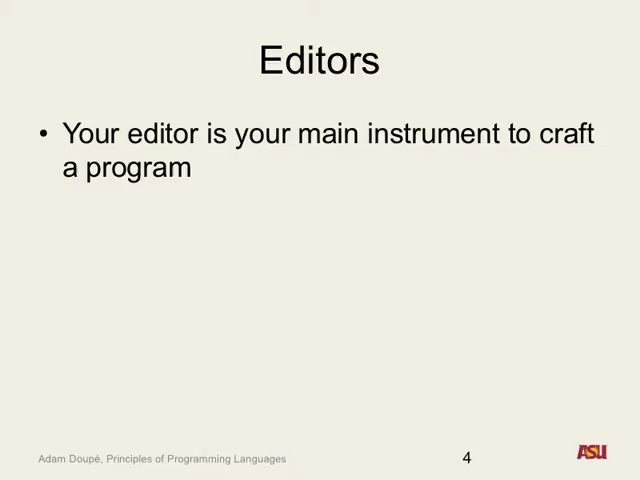 Editors
• Your editor is your main instrument to craft
a program
Adam Doupé, Principles of Programming Languages
4
ASU